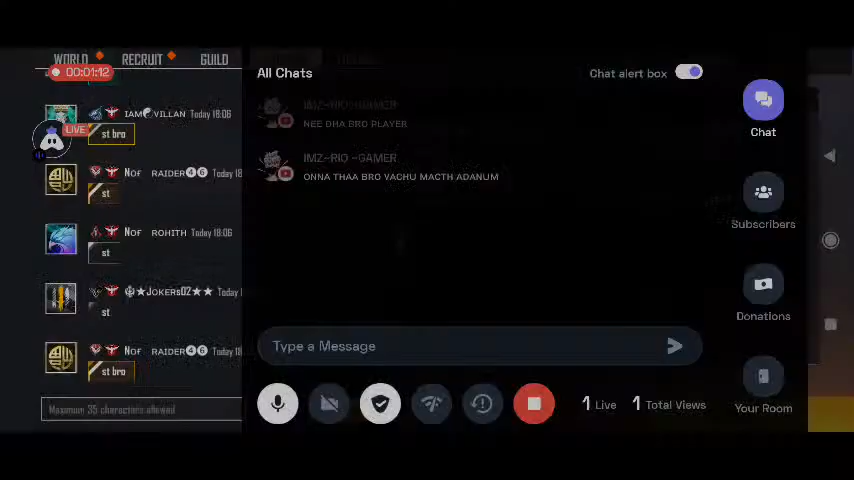 WORLD RECRUIT GUILD
00:01:12
LIVE
IAM VILLAN Today 18:06
st bro
Nof RAIDER46 Today 18
st
Nof ROHITH Today 18:06
st
★JOKERs02★★ Today 1
st
Nof RAIDER46 Today 18
st bro
Maximum 35 characters allowed
All Chats
Chat alert box
IMZ-RIO-GAMER
NEE DHA BRO PLAYER
IMZ-RIO -GAMER
ONNA THAA BRO VACHU MACTH ADANUM
Type a Message
1 Live 1 Total Views
Chat
Subscribers
Donations
Your Room